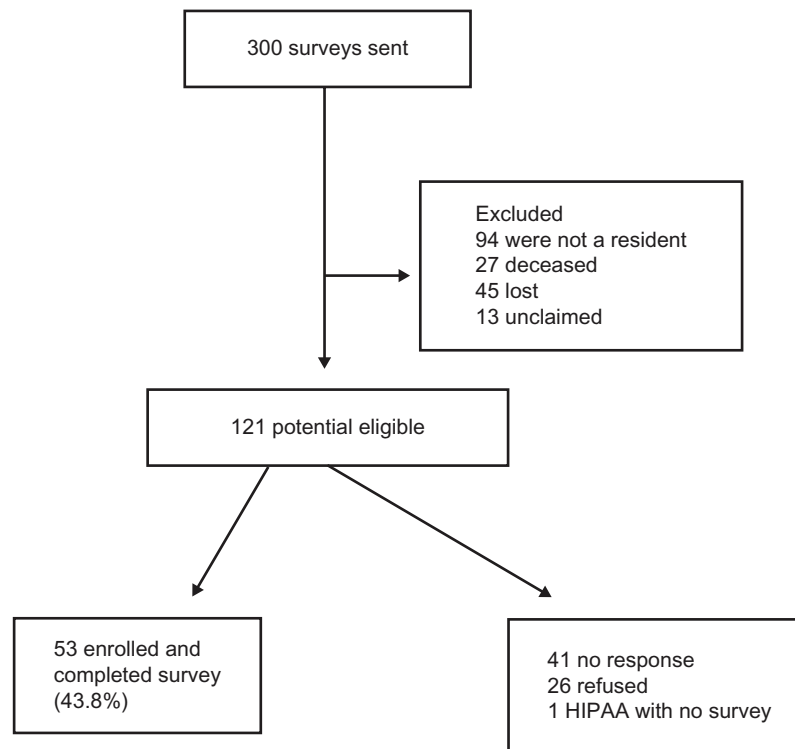 300 surveys sent
Excluded
94 were not a resident
27 deceased
45 lost
13 unclaimed
121 potential eligible
53 enrolled and
completed survey
(43.8%)
41 no response
26 refused
1 HIPAA with no survey